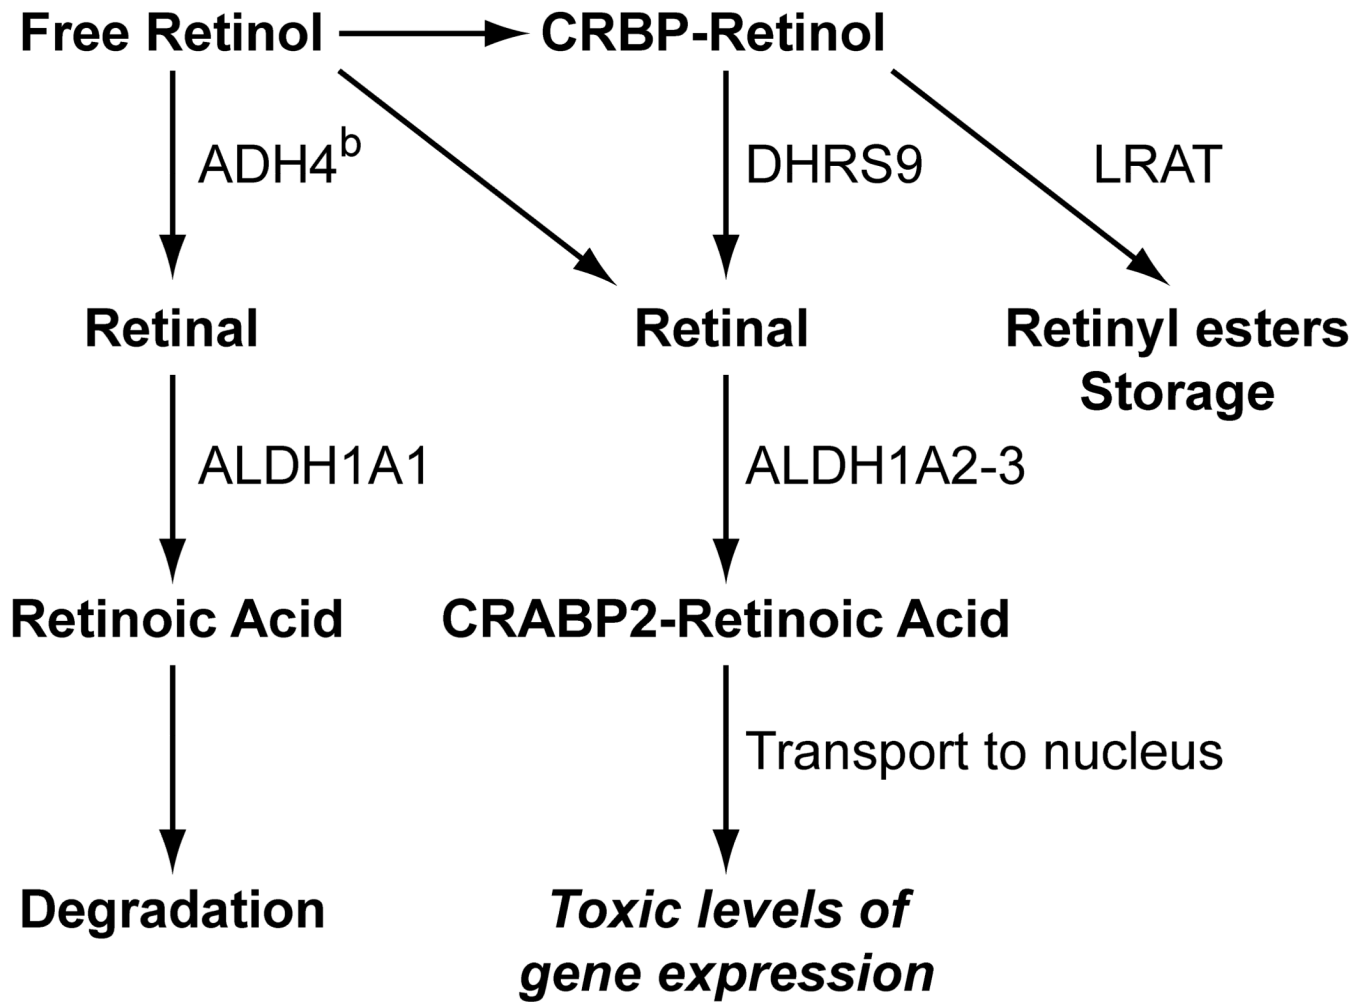 Free Retinol
CRBP-Retinol
ADH4ᵇ
DHRS9
LRAT
Retinal
Retinal
Retinyl esters
Storage
ALDH1A1
ALDH1A2-3
Retinoic Acid
CRABP2-Retinoic Acid
Transport to nucleus
Degradation
Toxic levels of
gene expression